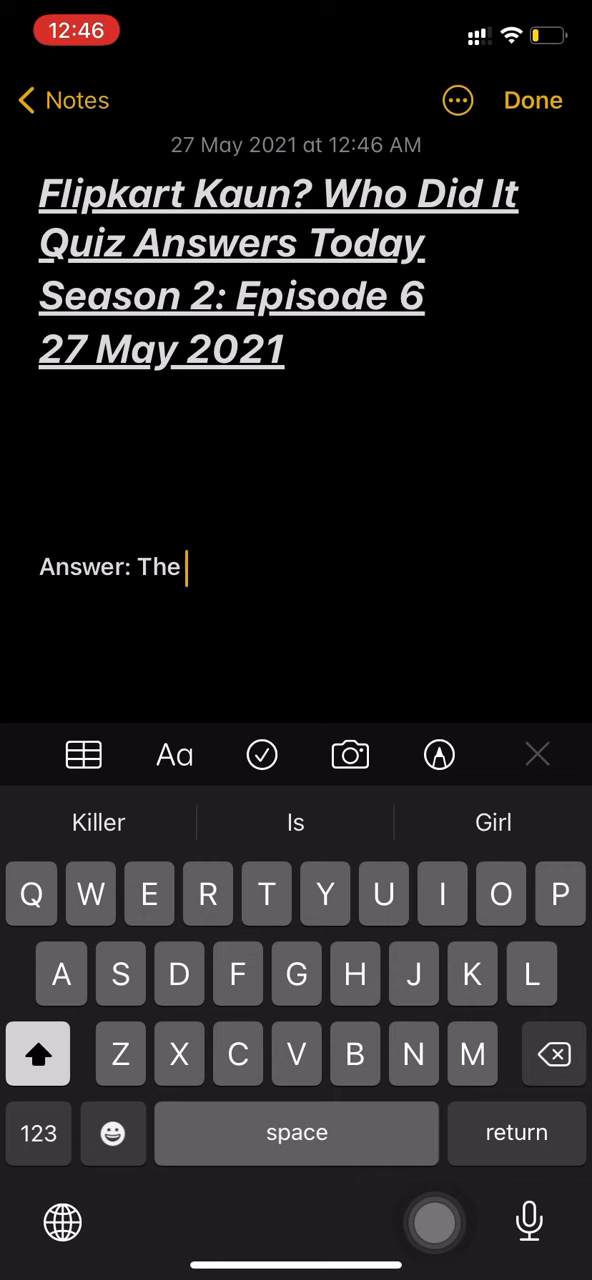 12:46
Notes
Done
27 May 2021 at 12:46 AM
Flipkart Kaun? Who Did It
Quiz Answers Today
Season 2: Episode 6
27 May 2021
Answer: The
Aa
Killer Is Girl
Q W E R T Y U I O P
A S D F G H J K L
Z X C V B N M
123 space return